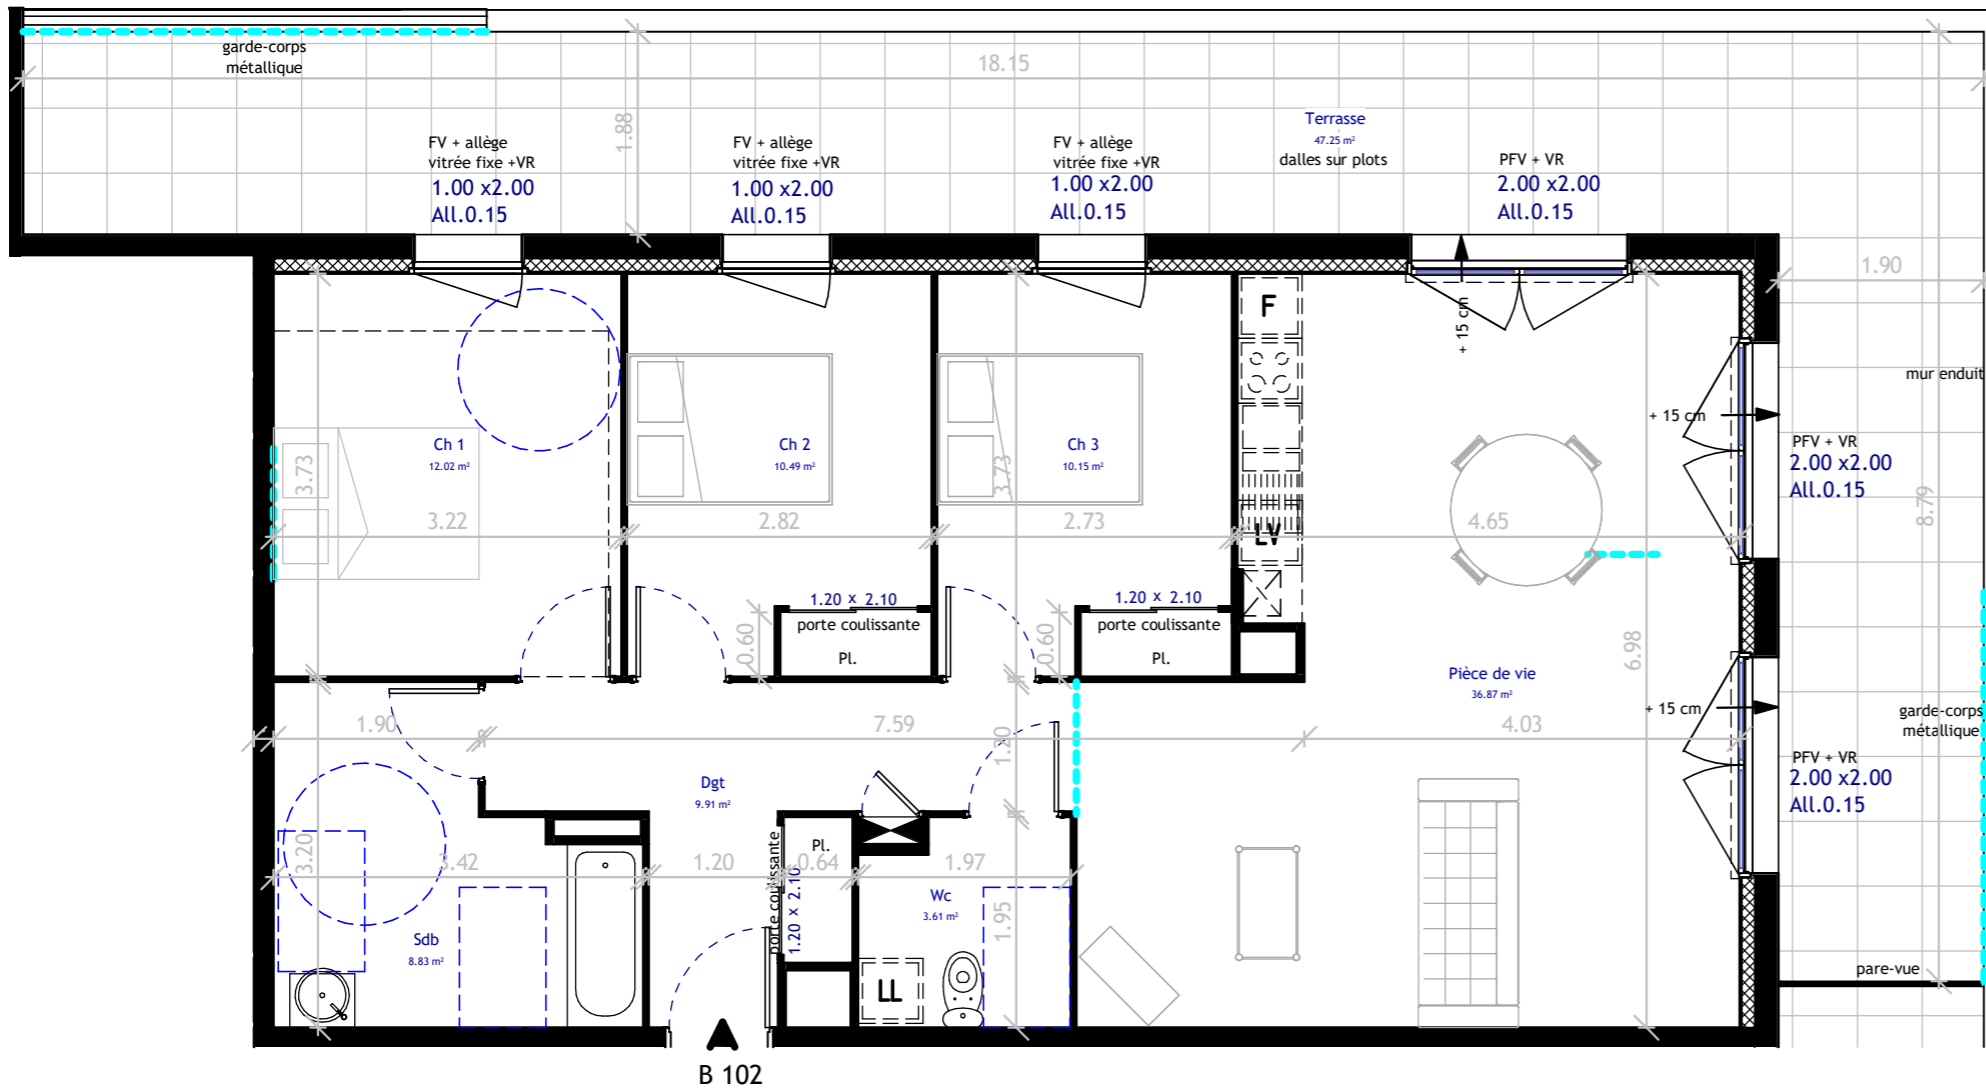 garde-corps
métallique
18.15
1.88
Terrasse
47.25 m²
dalles sur plots
FV + allège
vitrée fixe +VR
1.00 x2.00
All.0.15
FV + allège
vitrée fixe +VR
1.00 x2.00
All.0.15
FV + allège
vitrée fixe +VR
1.00 x2.00
All.0.15
PFV + VR
2.00 x2.00
All.0.15
1.90
+ 15 cm
F
mur enduit
+ 15 cm
PFV + VR
2.00 x2.00
All.0.15
8.79
Ch 1
12.02 m²
3.73
3.22
Ch 2
10.49 m²
2.82
Ch 3
10.15 m²
3.73
2.73
LV
4.65
1.20 x 2.10
porte coulissante
Pl.
0.60
1.20 x 2.10
porte coulissante
Pl.
0.60
6.98
Pièce de vie
36.87 m²
+ 15 cm
garde-corps
métallique
PFV + VR
2.00 x2.00
All.0.15
1.90
7.59
1.20
4.03
Dgt
9.91 m²
3.20
3.42
1.20
0.64
1.97
Pl.
porte coulissante
1.20 x 2.10
Wc
3.61 m²
1.95
Sdb
8.83 m²
LL
pare-vue
B 102